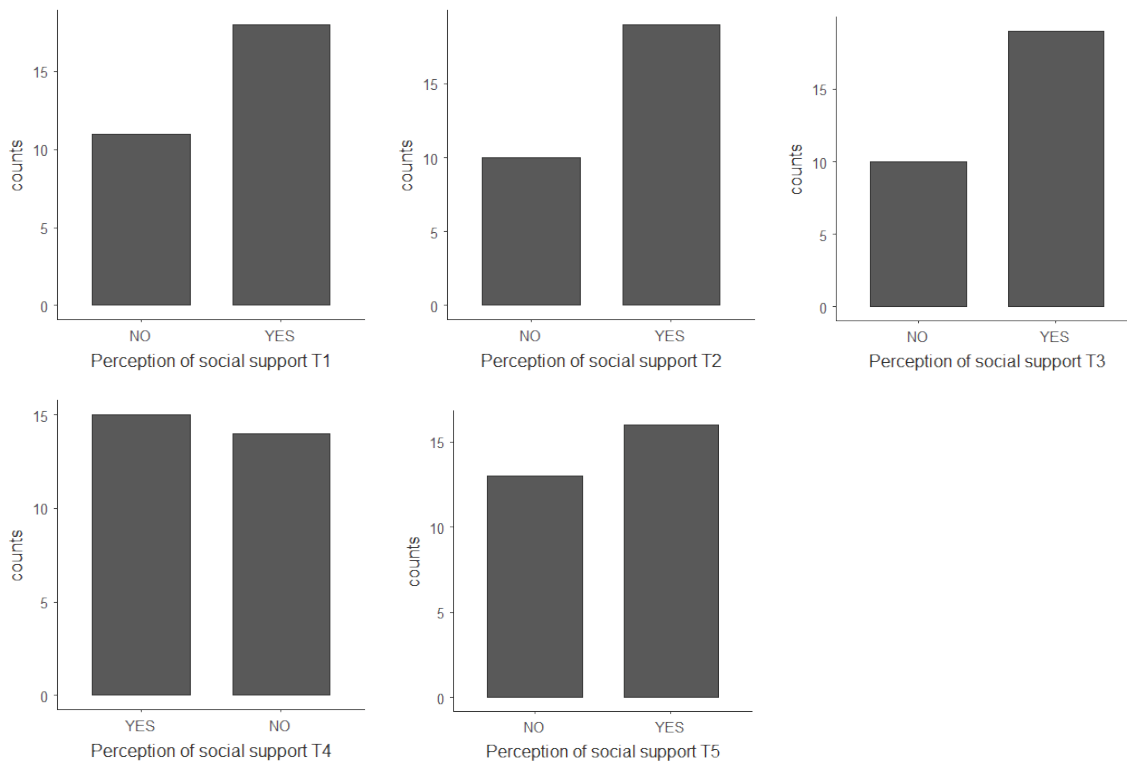 15
10
5
0
counts
NO YES
Perception of social support T1
15
10
5
0
counts
NO YES
Perception of social support T2
15
10
5
0
counts
NO YES
Perception of social support T3
15
10
5
0
counts
YES NO
Perception of social support T4
15
10
5
0
counts
NO YES
Perception of social support T5